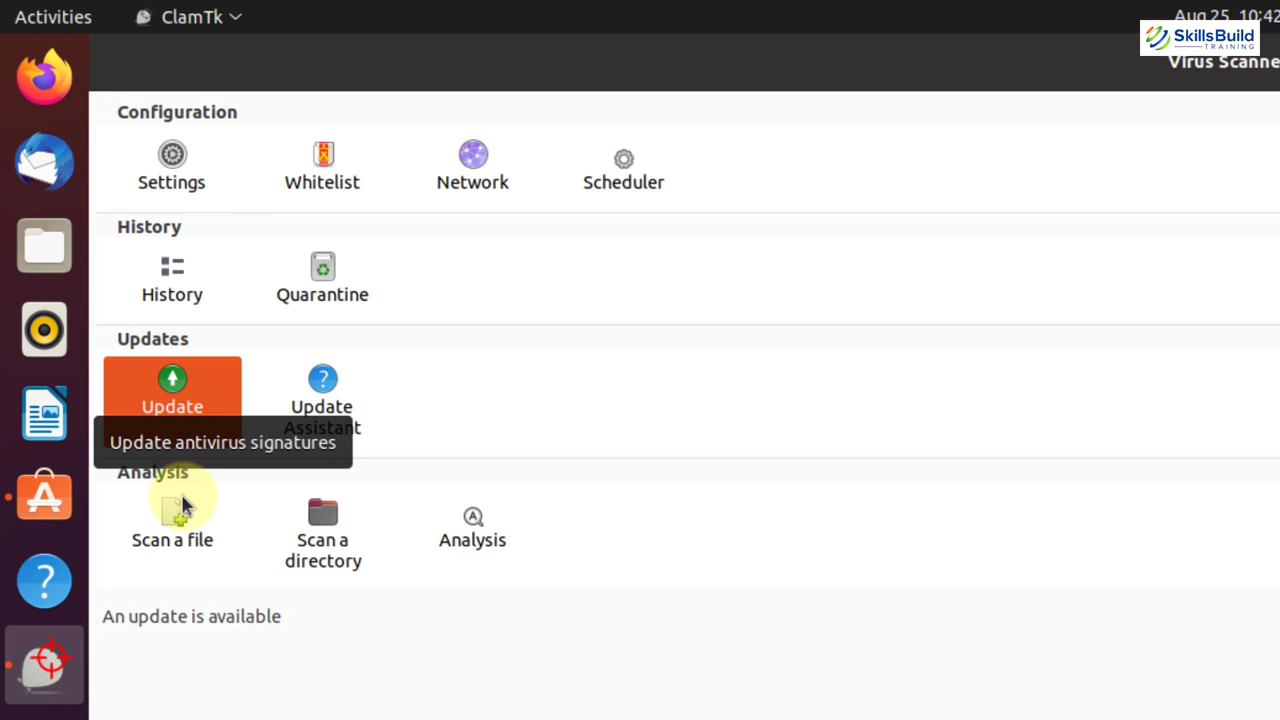 Activities
ClamTk
Aug 25 10:42
SkillsBuild
TRAINING
Virus Scanne
Configuration
Settings
Whitelist
Network
Scheduler
History
History
Quarantine
Updates
Update
Update
Assistant
Update antivirus signatures
Analysis
Scan a file
Scan a
directory
Analysis
An update is available